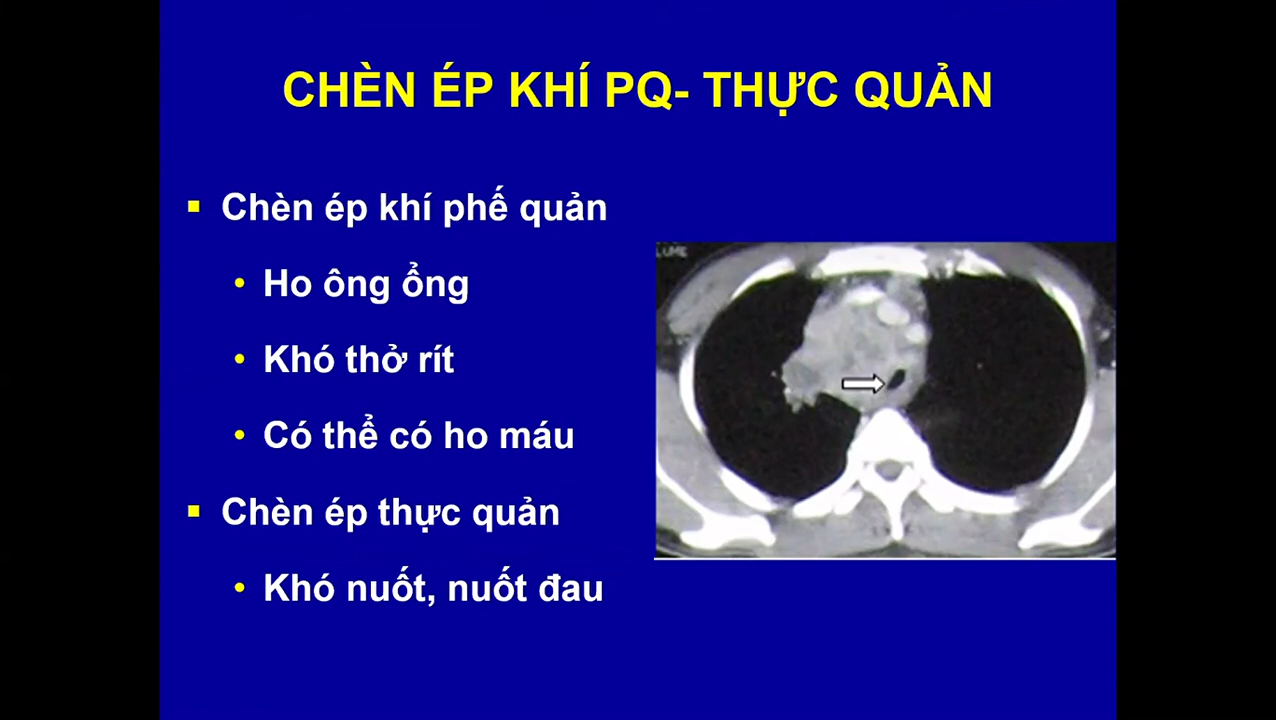 CHÈN ÉP KHÍ PQ- THỰC QUẢN
Chèn ép khí phế quản
Ho ông ổng
Khó thở rít
Có thể có ho máu
Chèn ép thực quản
Khó nuốt, nuốt đau